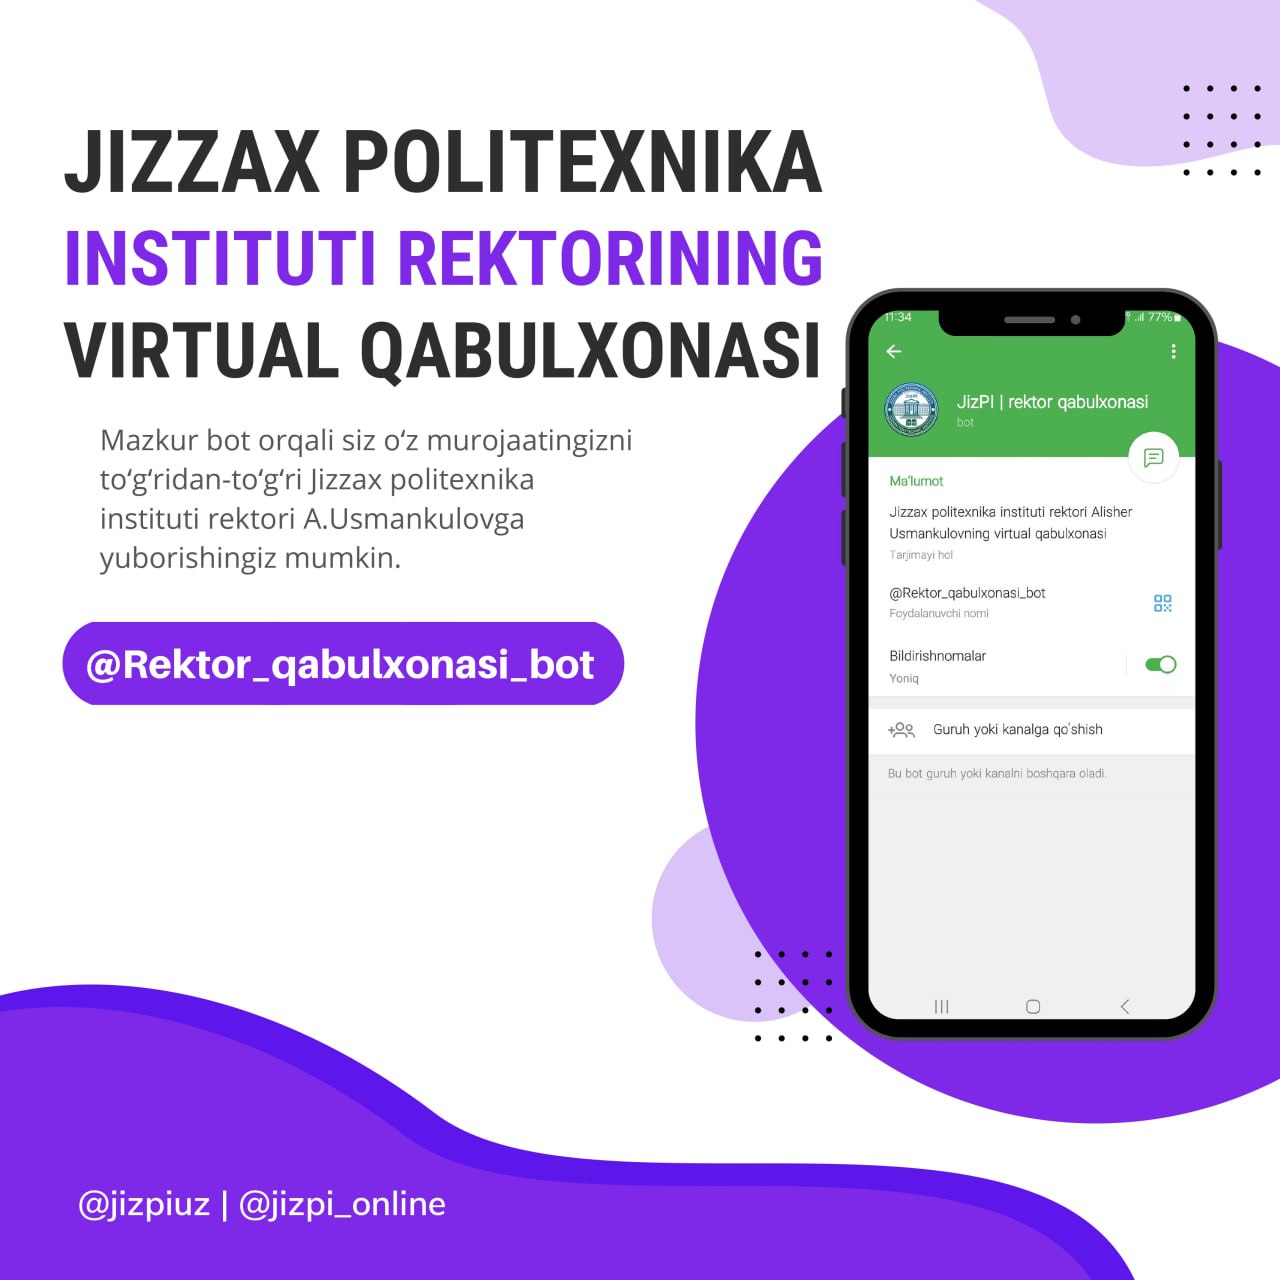 JIZZAX POLITEXNIKA
INSTITUTI REKTORINING
VIRTUAL QABULXONASI
Mazkur bot orqali siz o‘z murojaatingizni
to‘g‘ridan-to‘g‘ri Jizzax politexnika
instituti rektori A.Usmankulovga
yuborishingiz mumkin.
@Rektor_qabulxonasi_bot
11:34
77%
JizPI | rektor qabulxonasi
bot
Ma'lumot
Jizzax politexnika instituti rektori Alisher
Usmankulovning virtual qabulxonasi
Tarjimayi hol
@Rektor_qabulxonasi_bot
Foydalanuvchi nomi
Bildirishnomalar
Yoniq
Guruh yoki kanalga qo'shish
Bu bot guruh yoki kanalni boshqara oladi.
@jizpiuz | @jizpi_online